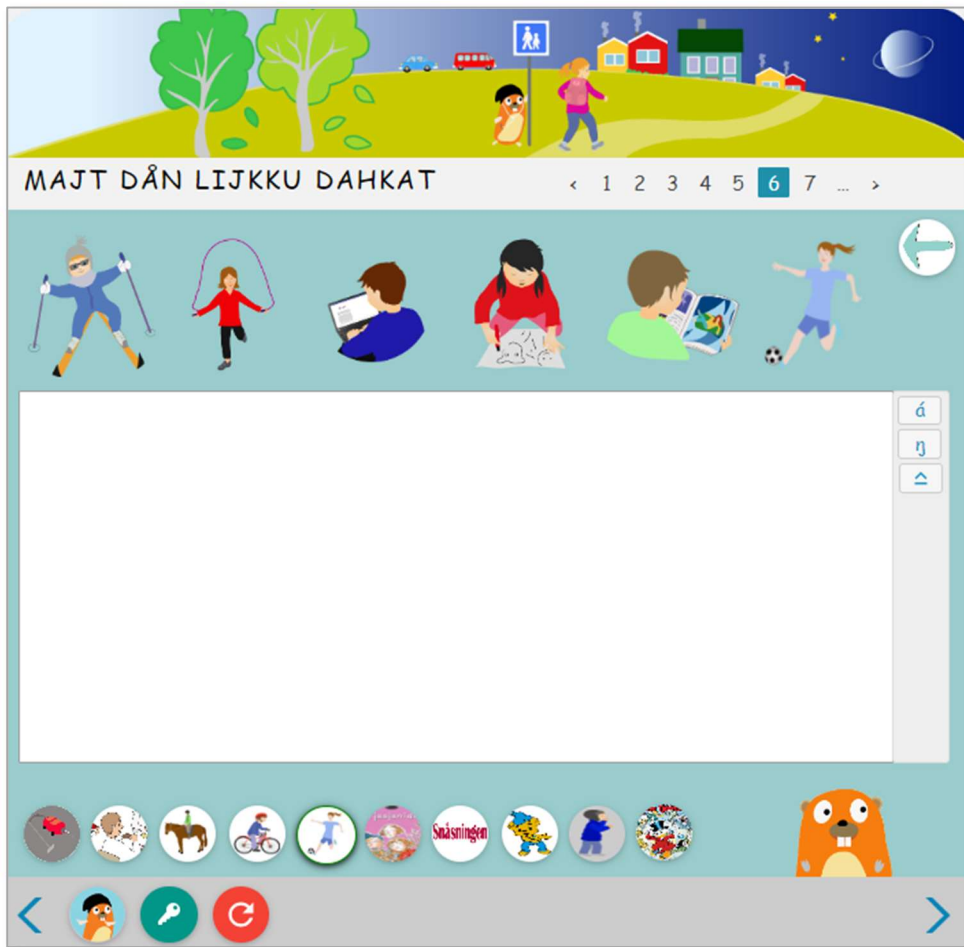 MAJT DÅN LIJKKU DAHKAT
‹ 1 2 3 4 5 6 7 ... ›
á
ŋ
Snåsningen